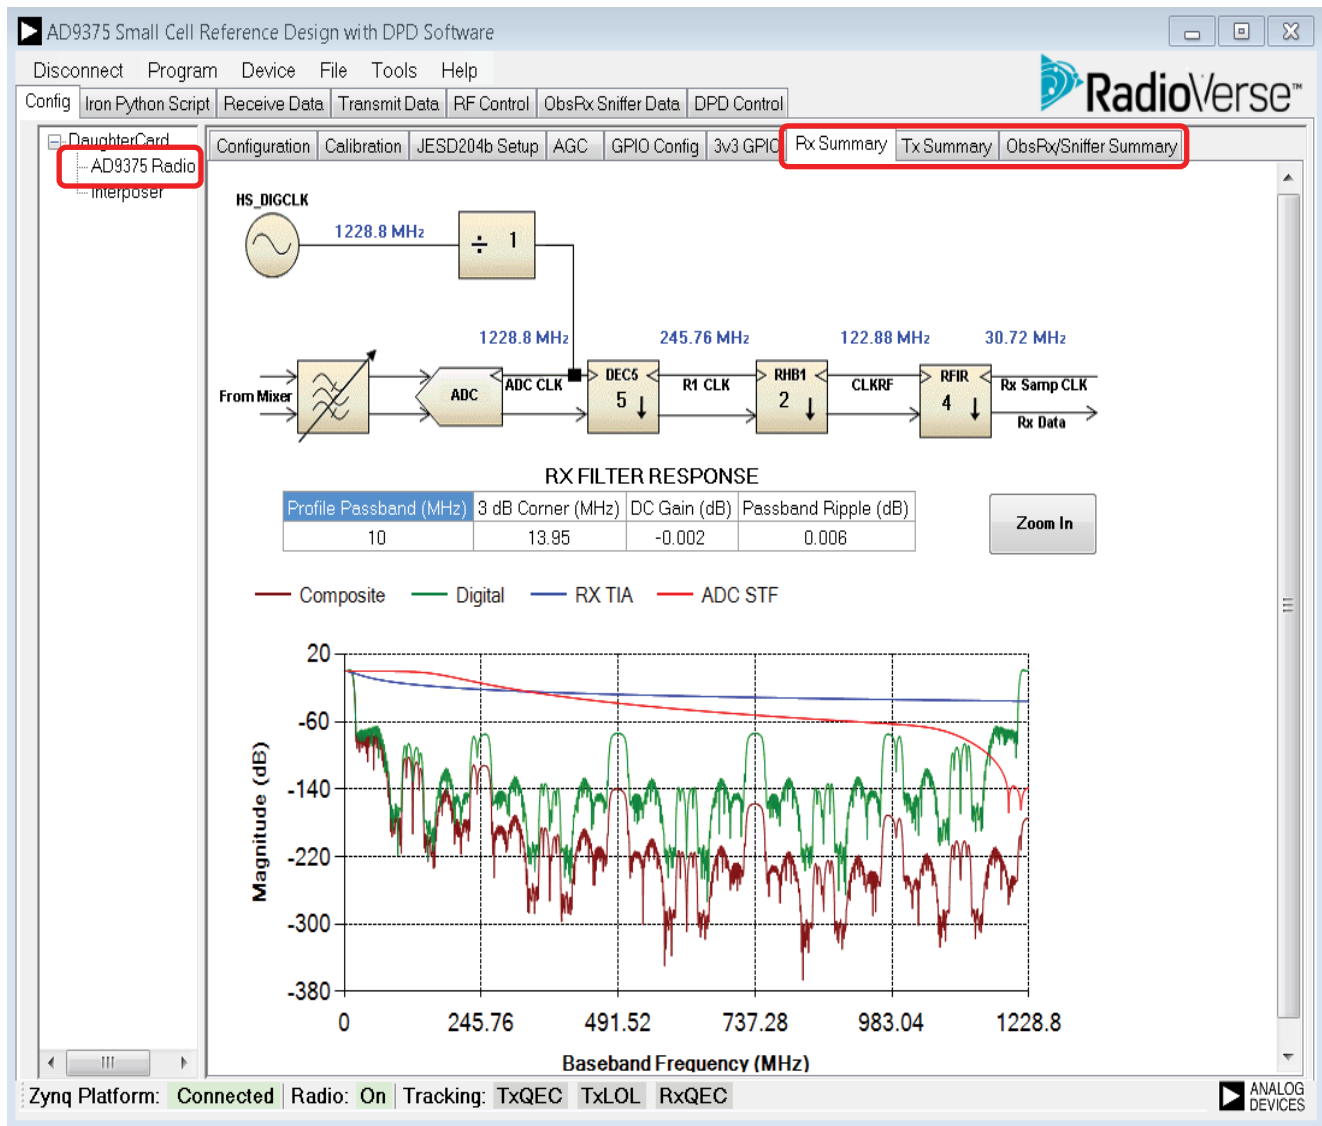 AD9375 Small Cell Reference Design with DPD Software
Disconnect Program Device File Tools Help
RadioVerse™
Config Iron Python Script Receive Data Transmit Data RF Control ObsRx Sniffer Data DPD Control
DaughterCard
AD9375 Radio
Interposer
Configuration Calibration JESD204b Setup AGC GPIO Config 3v3 GPIO Rx Summary Tx Summary ObsRx/Sniffer Summary
HS_DIGCLK
1228.8 MHz
÷ 1
1228.8 MHz 245.76 MHz 122.88 MHz 30.72 MHz
From Mixer
ADC
ADC CLK
DEC5
5
R1 CLK
RHB1
2
CLKRF
RFIR
4
Rx Samp CLK
Rx Data
RX FILTER RESPONSE
Profile Passband (MHz) 3 dB Corner (MHz) DC Gain (dB) Passband Ripple (dB)
10 13.95 -0.002 0.006
Zoom In
Composite Digital RX TIA ADC STF
20
-60
-140
-220
-300
-380
Magnitude (dB)
0 245.76 491.52 737.28 983.04 1228.8
Baseband Frequency (MHz)
Zynq Platform: Connected Radio: On Tracking: TxQEC TxLOL RxQEC
ANALOG
DEVICES